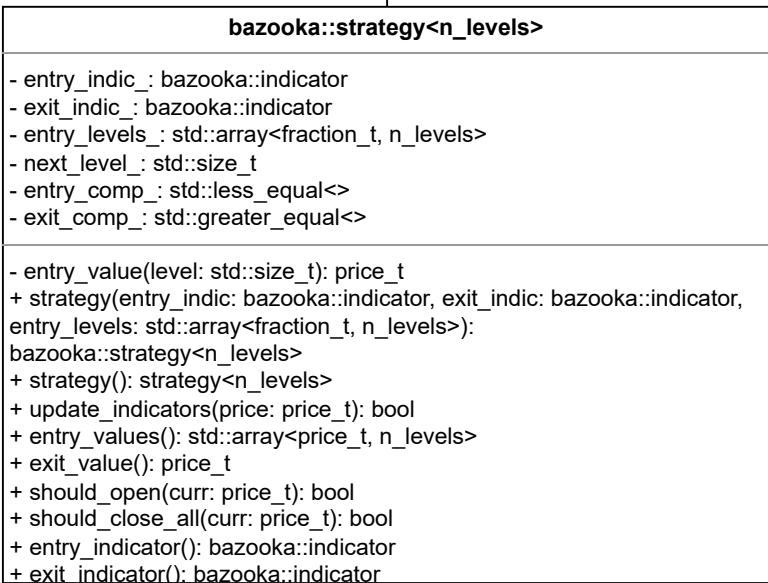 bazooka::strategy<n_levels>
- entry_indic_: bazooka::indicator
- exit_indic_: bazooka::indicator
- entry_levels_: std::array<fraction_t, n_levels>
- next_level_: std::size_t
- entry_comp_: std::less_equal<>
- exit_comp_: std::greater_equal<>
- entry_value(level: std::size_t): price_t
+ strategy(entry_indic: bazooka::indicator, exit_indic: bazooka::indicator,
entry_levels: std::array<fraction_t, n_levels>):
bazooka::strategy<n_levels>
+ strategy(): strategy<n_levels>
+ update_indicators(price: price_t): bool
+ entry_values(): std::array<price_t, n_levels>
+ exit_value(): price_t
+ should_open(curr: price_t): bool
+ should_close_all(curr: price_t): bool
+ entry_indicator(): bazooka::indicator
+ exit_indicator(): bazooka::indicator